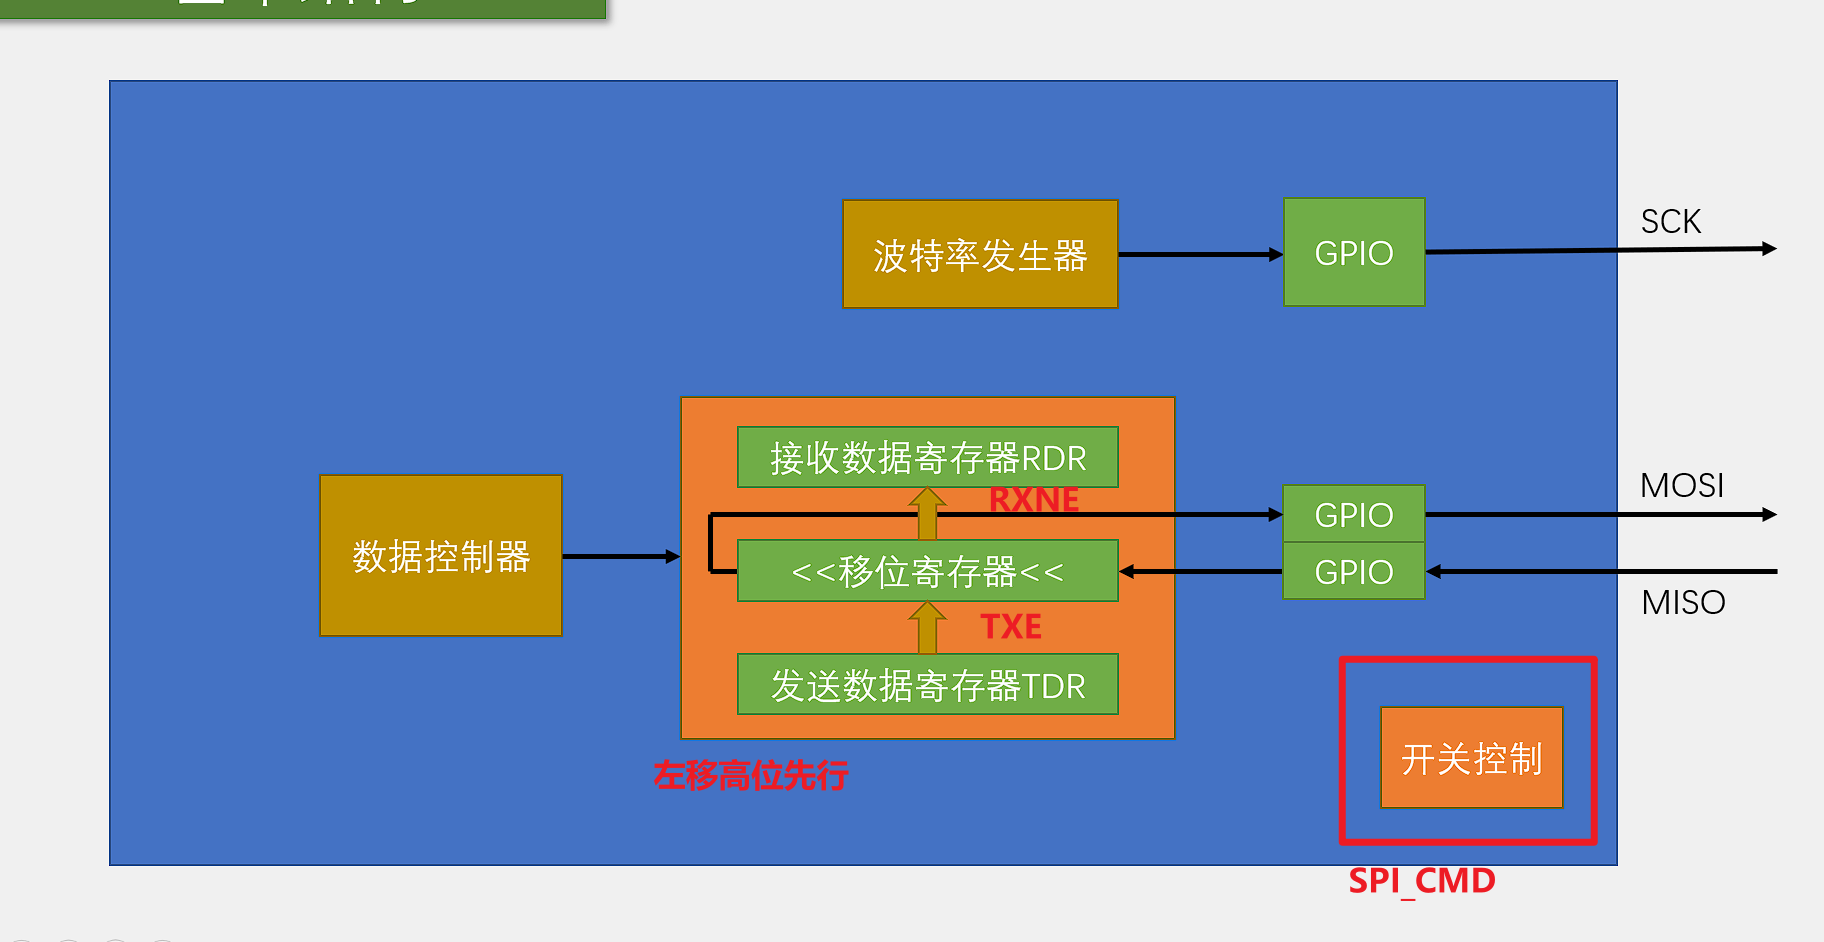 SCK
波特率发生器
GPIO
接收数据寄存器RDR
RXNE
MOSI
GPIO
数据控制器
<<移位寄存器<<
GPIO
MISO
TXE
发送数据寄存器TDR
左移高位先行
开关控制
SPI_CMD